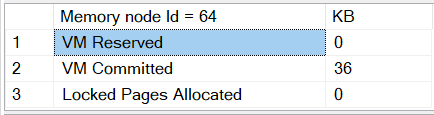 Memory node Id = 64 KB
1 VM Reserved 0
2 VM Committed 36
3 Locked Pages Allocated 0